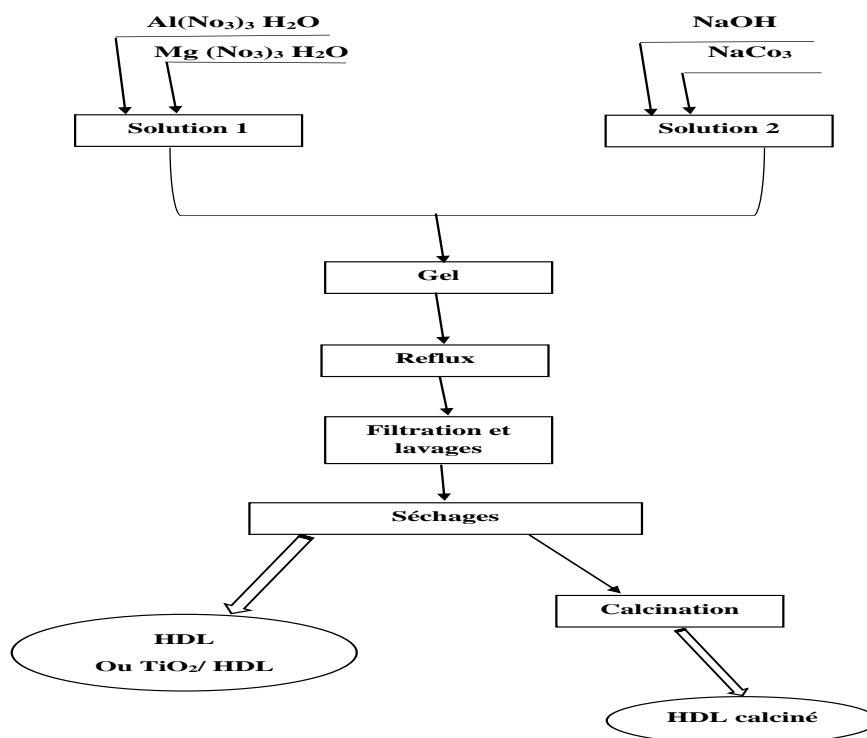 Al(No₃)₃ H₂O
Mg (No₃)₃ H₂O
NaOH
NaCo₃
Solution 1
Solution 2
Gel
Reflux
Filtration et
lavages
Séchages
Calcination
HDL
Ou TiO₂/ HDL
HDL calciné